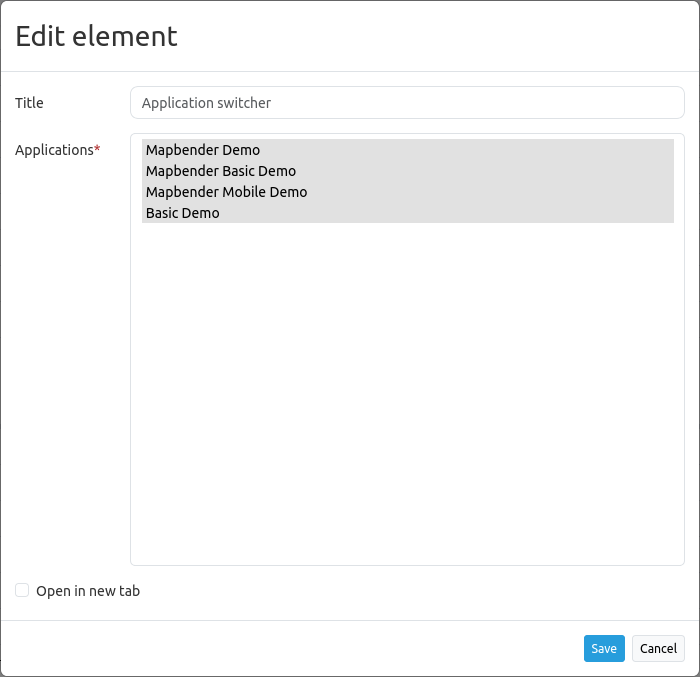 Edit element
Title
Application switcher
Applications*
Mapbender Demo
Mapbender Basic Demo
Mapbender Mobile Demo
Basic Demo
Open in new tab
Save
Cancel